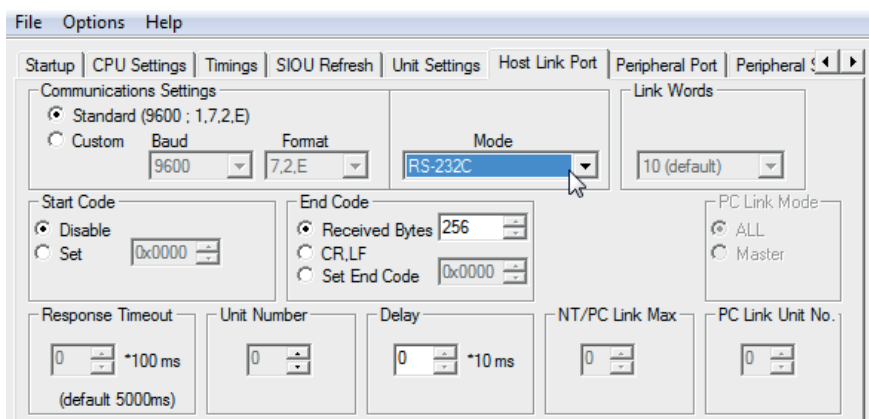 File Options Help
Startup CPU Settings Timings SIOU Refresh Unit Settings Host Link Port Peripheral Port Peripheral
Communications Settings
Standard (9600 ; 1,7,2,E)
Custom Baud Format Mode
9600 7,2,E RS-232C
Link Words
10 (default)
Start Code
Disable
Set 0x0000
End Code
Received Bytes 256
CR,LF
Set End Code 0x0000
PC Link Mode
ALL
Master
Response Timeout
0 *100 ms
(default 5000ms)
Unit Number
0
Delay
0 *10 ms
NT/PC Link Max
0
PC Link Unit No.
0